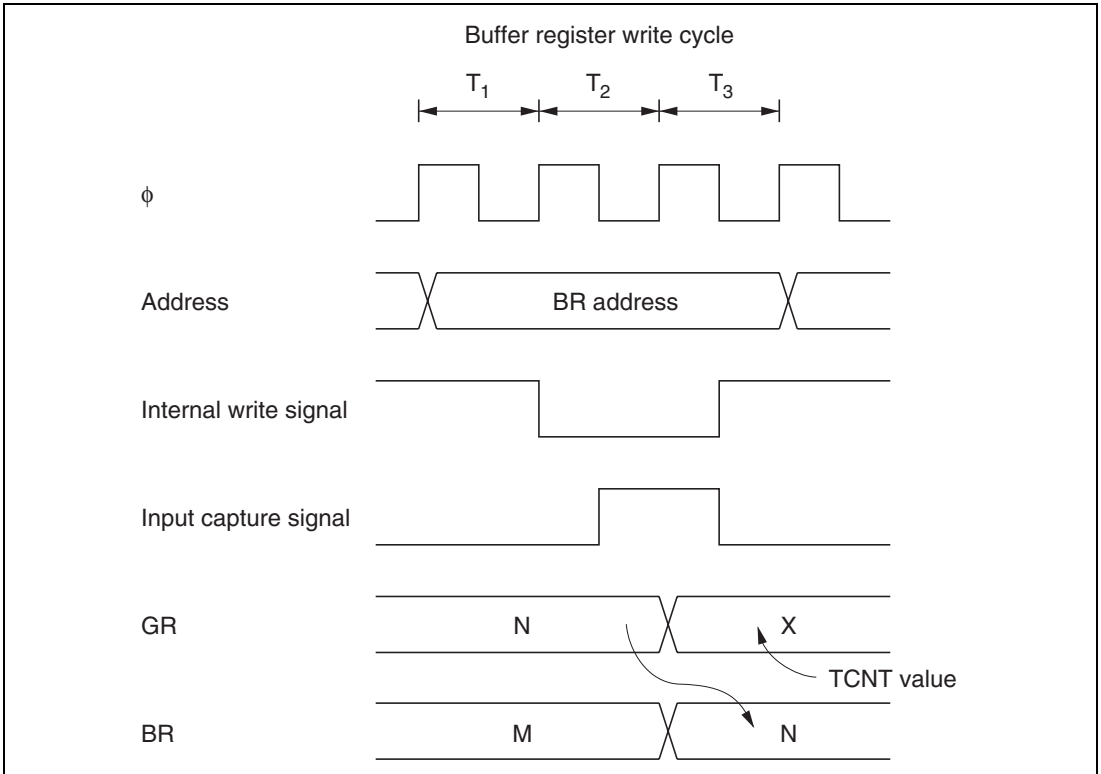 Buffer register write cycle
T₁ T₂ T₃
ϕ
Address BR address
Internal write signal
Input capture signal
GR N X
TCNT value
BR M N